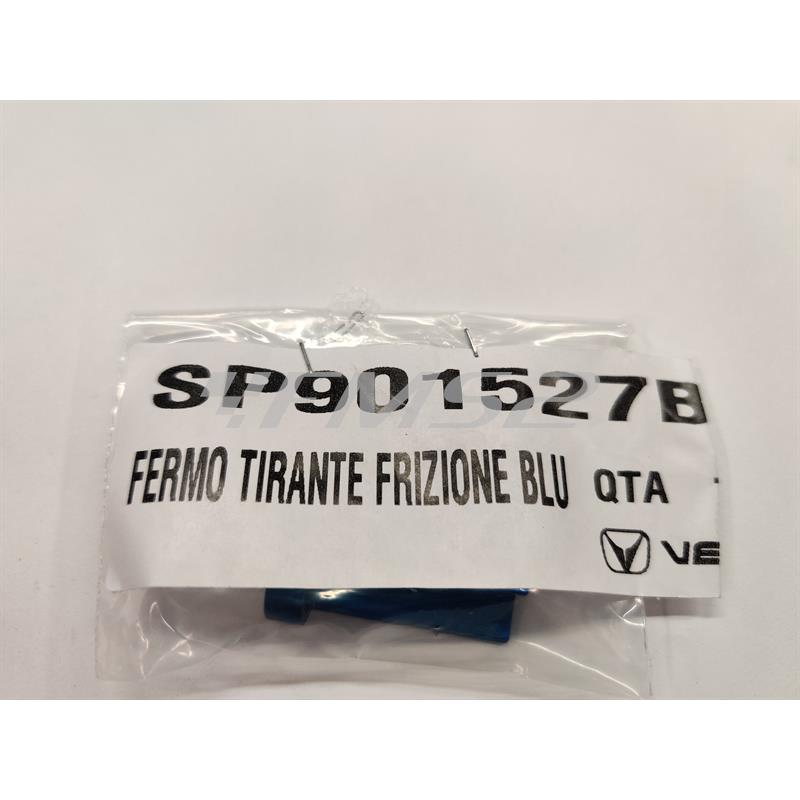 SP901527B
FERMO TIRANTE FRIZIONE BLU QTA
VE